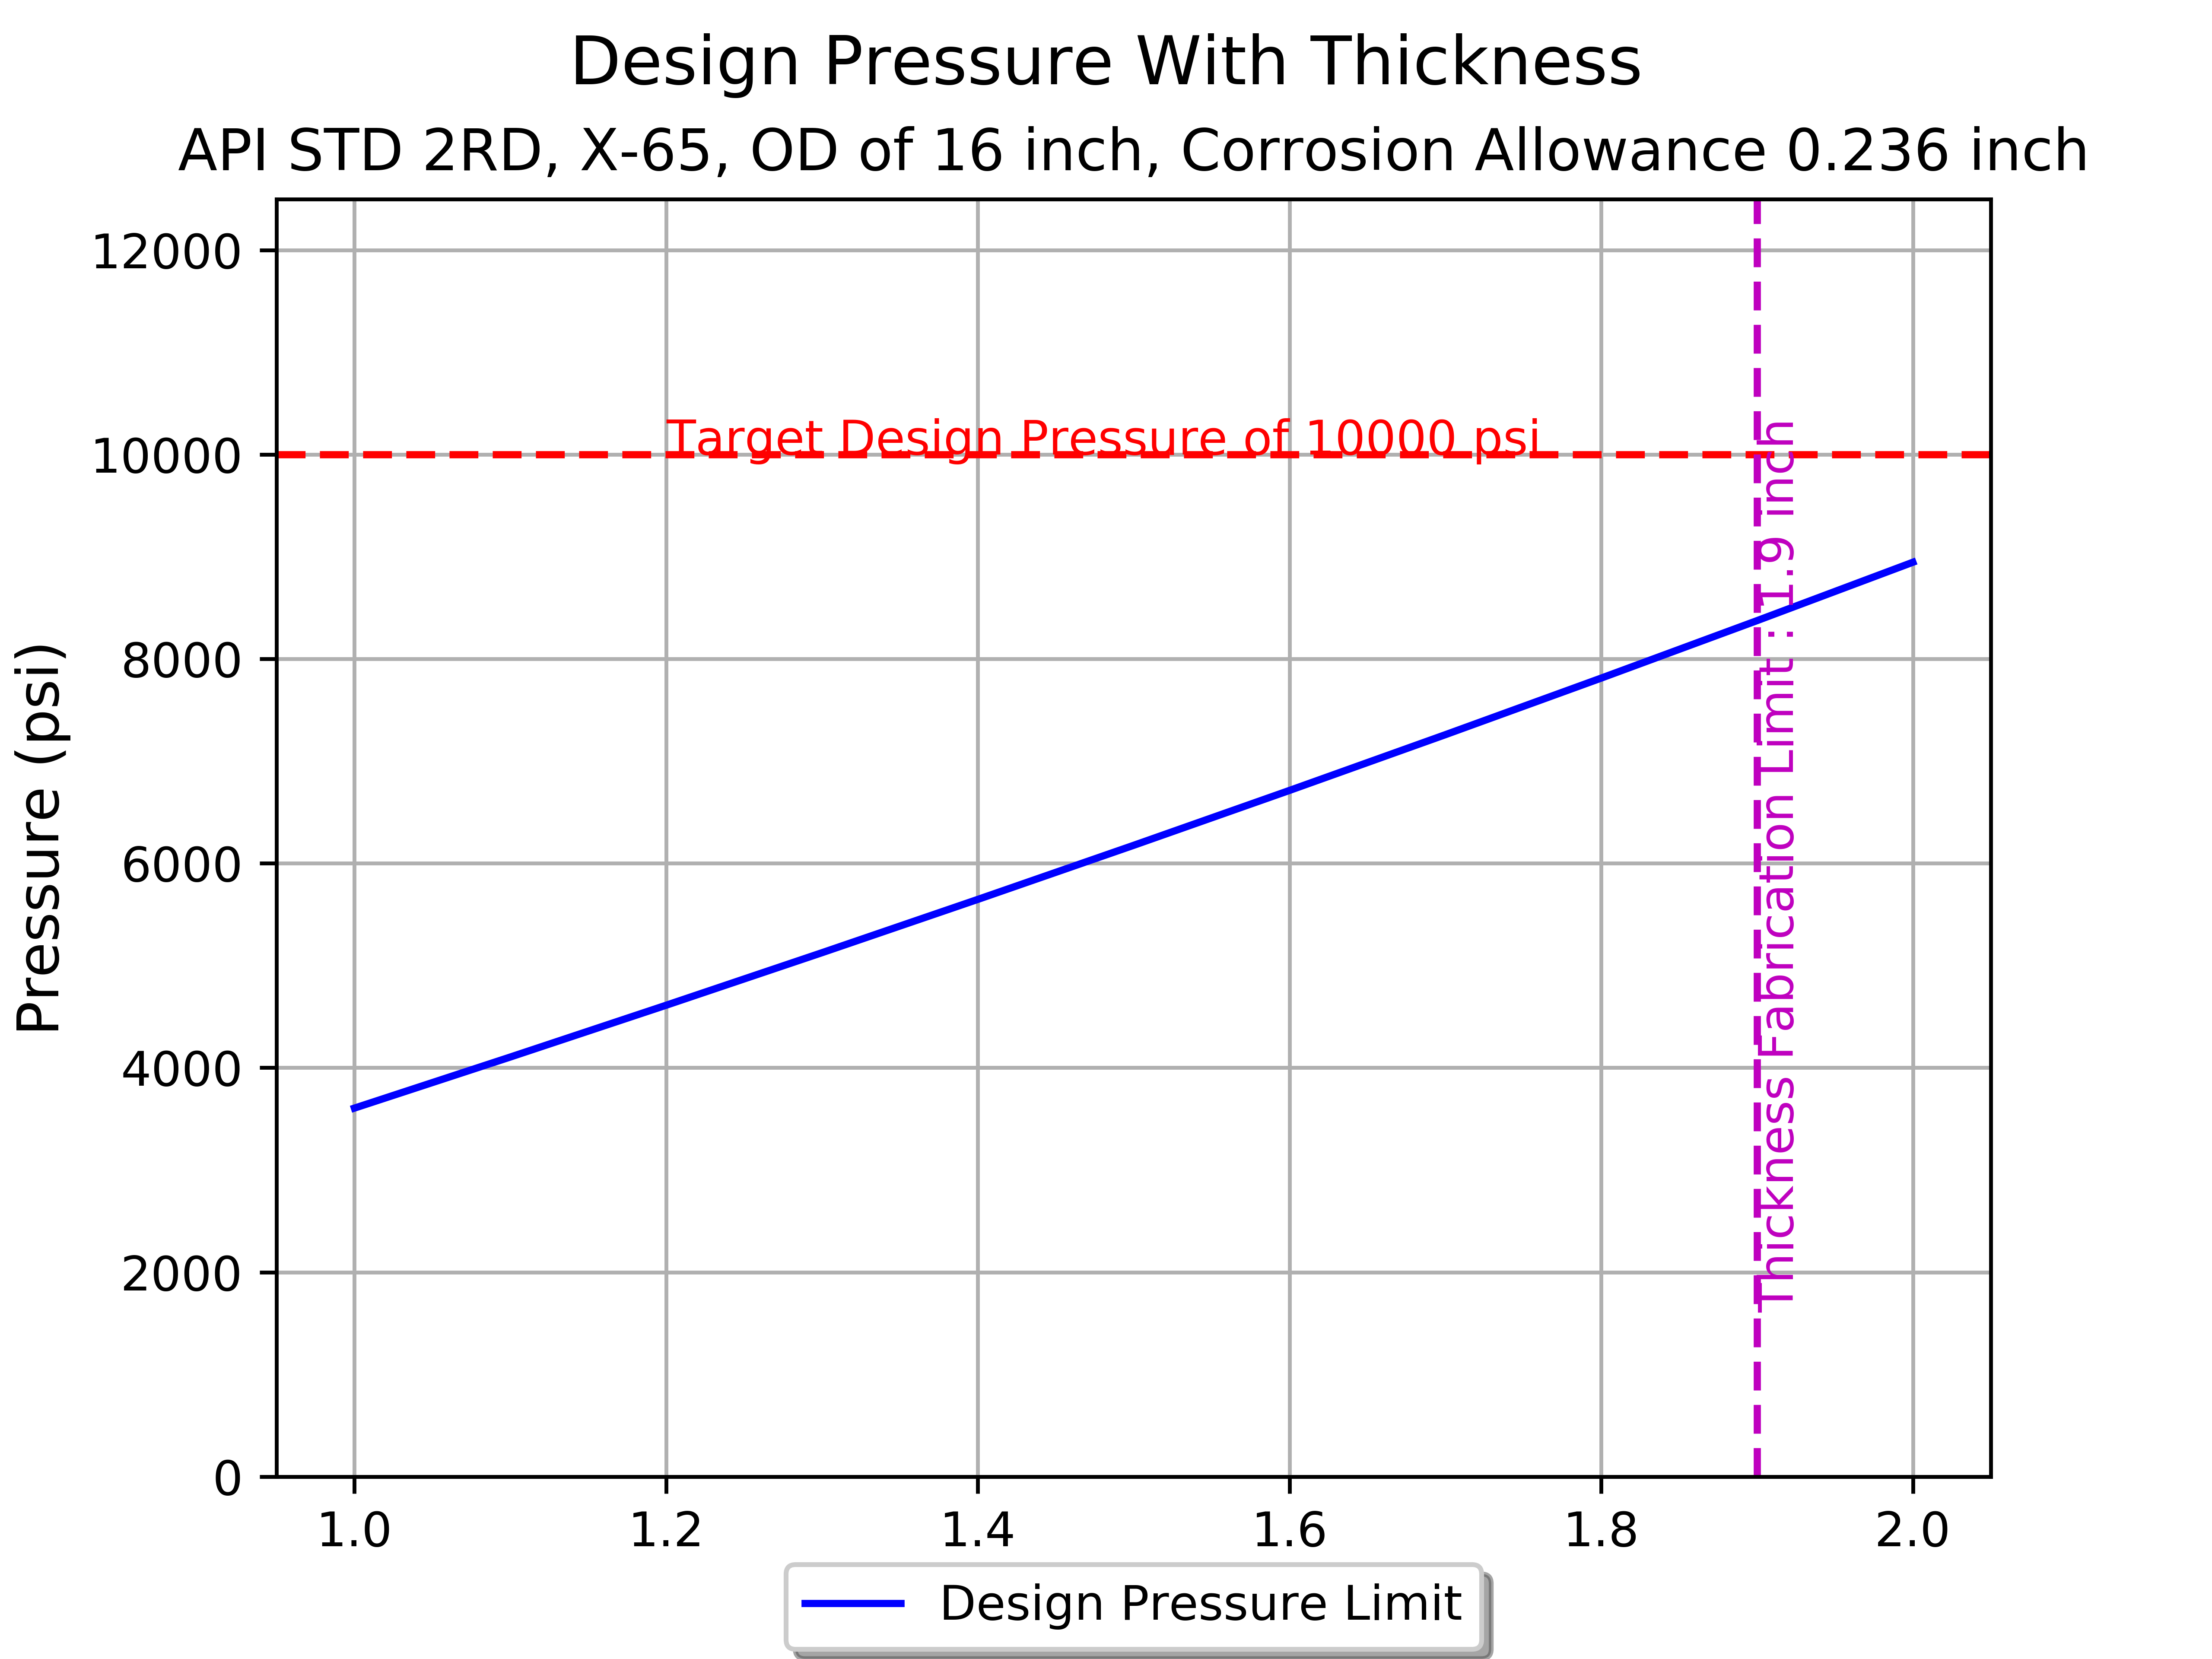 Design Pressure With Thickness
API STD 2RD, X-65, OD of 16 inch, Corrosion Allowance 0.236 inch
Pressure (psi)
12000
10000
8000
6000
4000
2000
0
Target Design Pressure of 10000 psi
Thickness Fabrication Limit : 1.9 inch
1.0 1.2 1.4 1.6 1.8 2.0
Design Pressure Limit